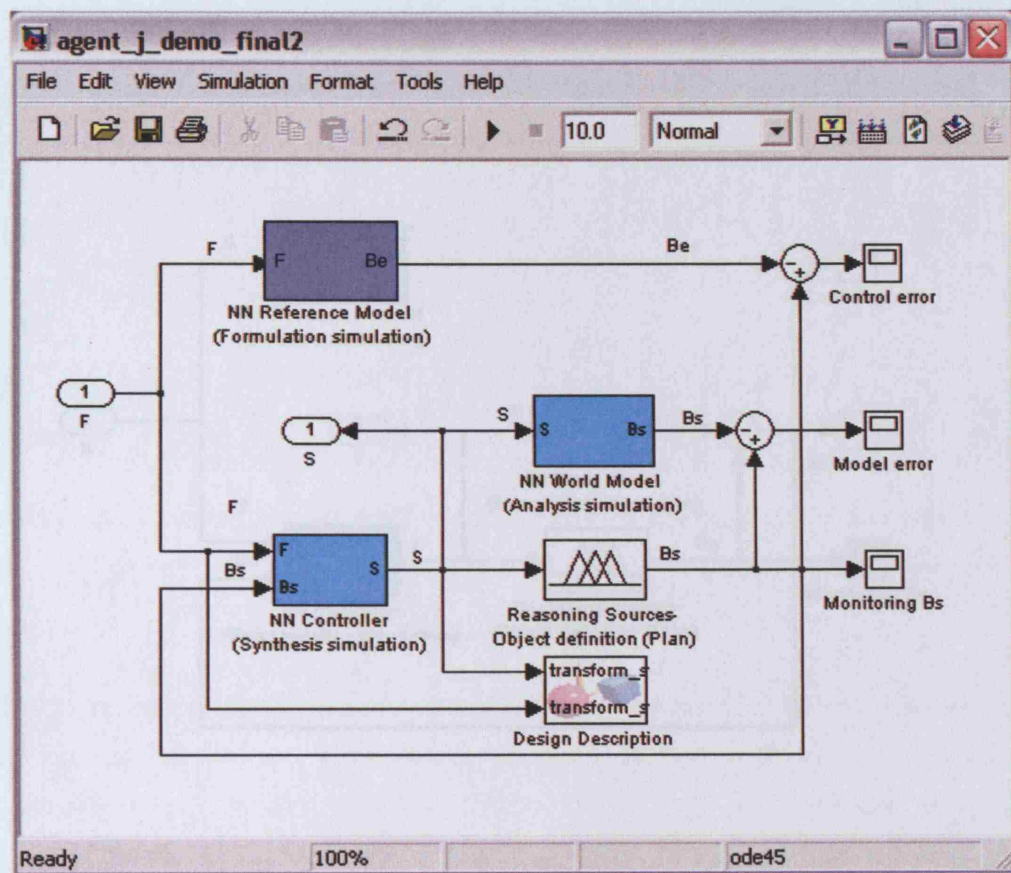 agent_j_demo_final2
File Edit View Simulation Format Tools Help
10.0 Normal
F
F Be
Be
NN Reference Model
(Formulation simulation)
Control error
1
F
1
S
S
S Bs
Bs
NN World Model
(Analysis simulation)
Model error
F
Bs
F
Bs
S
S
NN Controller
(Synthesis simulation)
Bs
Reasoning Sources-
Object definition (Plan)
Monitoring Bs
transform_s
transform_s
Design Description
Ready 100% ode45